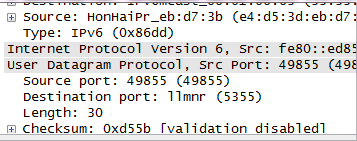 Source: HonHaiPr_eb:d7:3b (e4:d5:3d:eb:d7:
Type: IPv6 (0x86dd)
Internet Protocol Version 6, Src: fe80::ed85
User Datagram Protocol, Src Port: 49855 (498
Source port: 49855 (49855)
Destination port: llmnr (5355)
Length: 30
Checksum: 0xd55b [validation disabled]